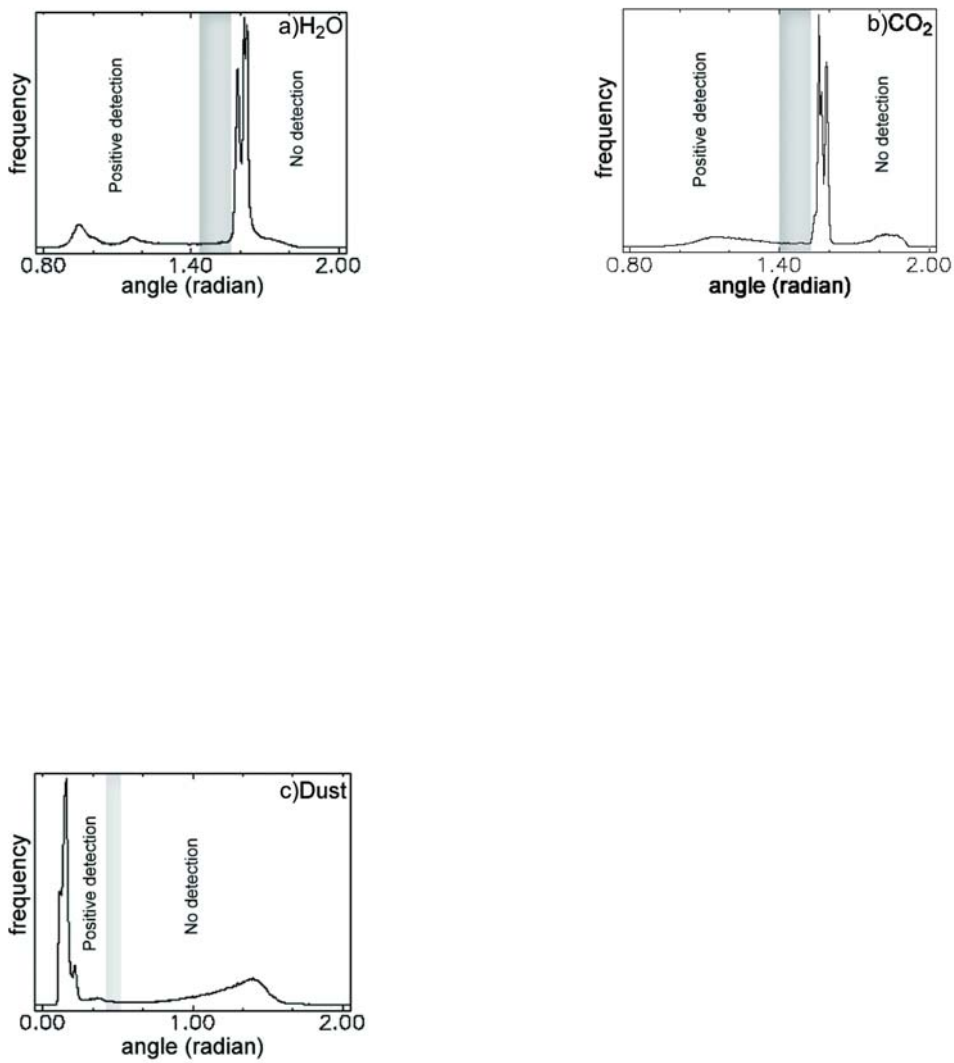 a)H₂O
frequency
Positive detection
No detection
0.80 1.40 2.00
angle (radian)
b)CO₂
frequency
Positive detection
No detection
0.80 1.40 2.00
angle (radian)
c)Dust
frequency
Positive detection
No detection
0.00 1.00 2.00
angle (radian)